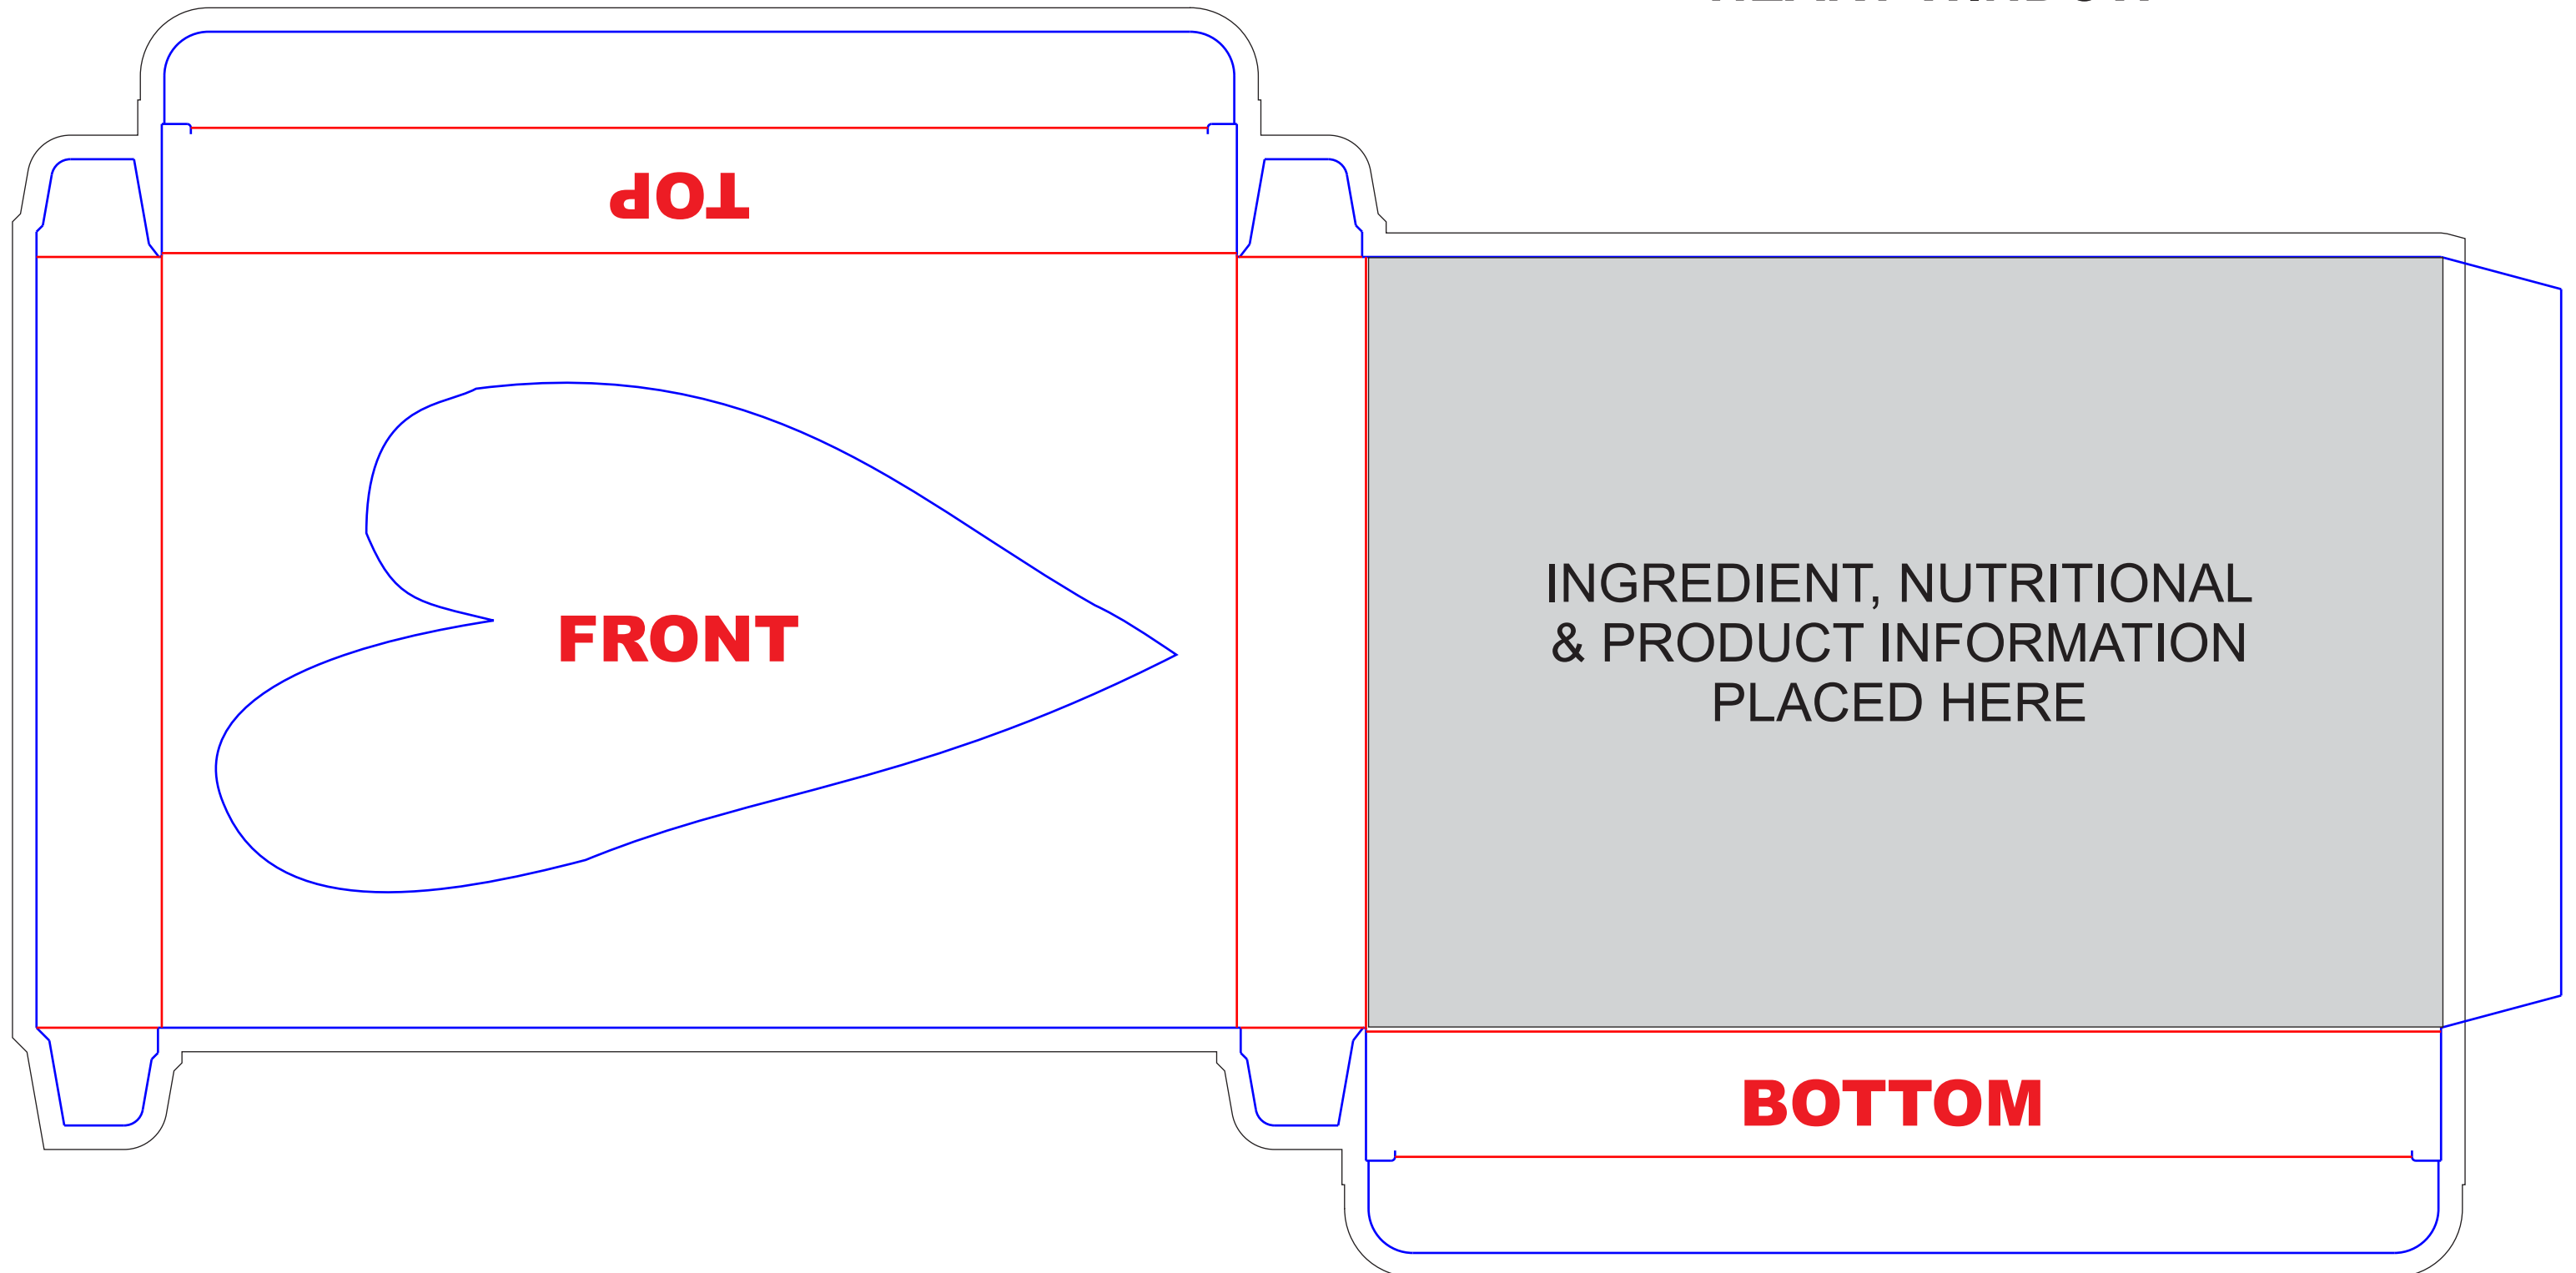 TOP
FRONT
INGREDIENT, NUTRITIONAL
& PRODUCT INFORMATION
PLACED HERE
BOTTOM